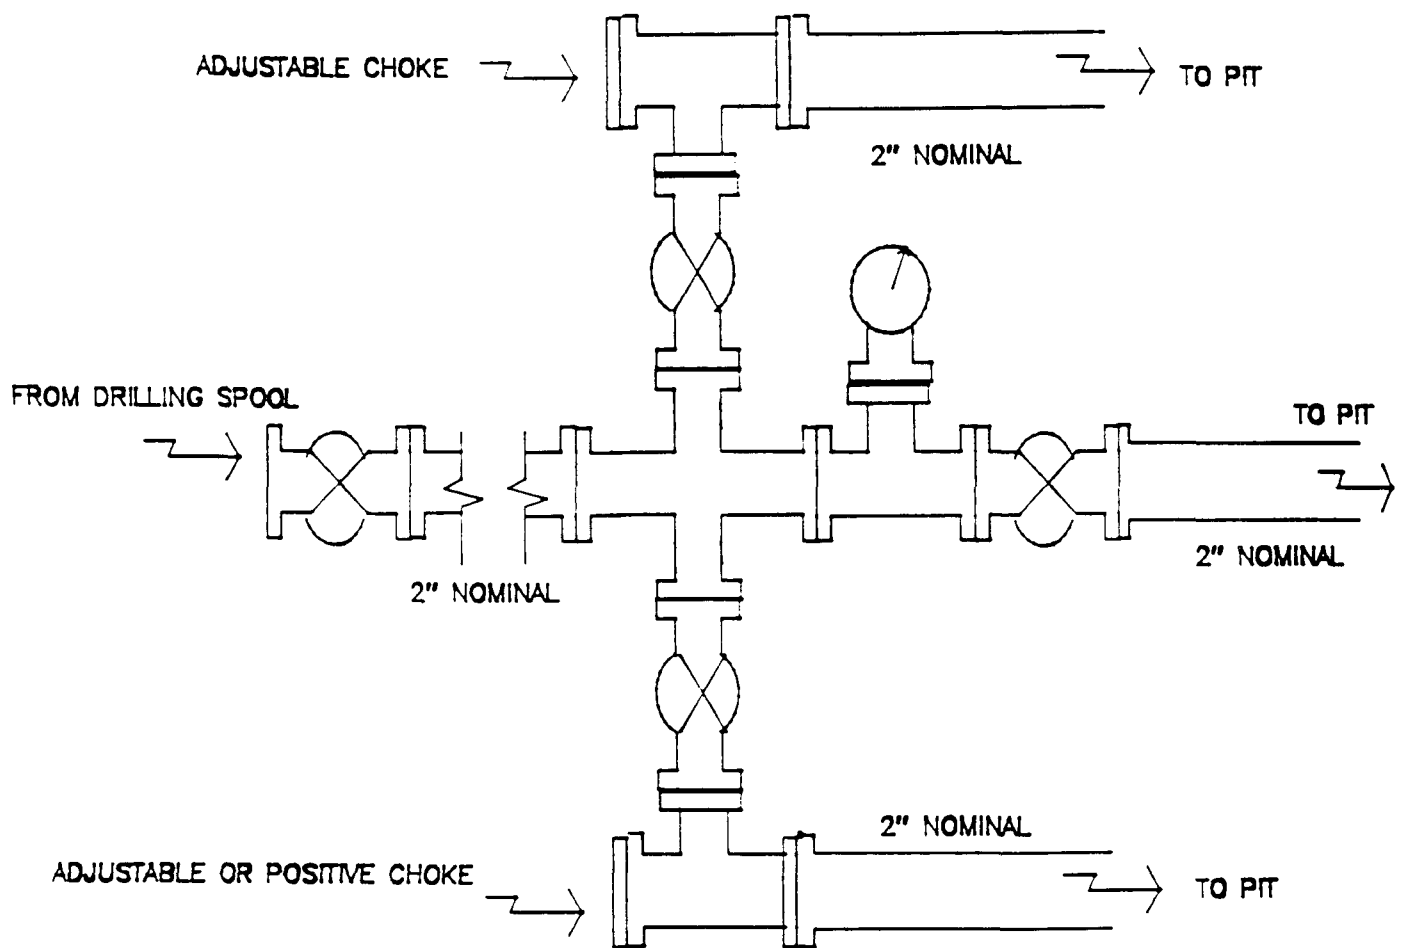 ADJUSTABLE CHOKE
TO PIT
2" NOMINAL
FROM DRILLING SPOOL
TO PIT
2" NOMINAL
2" NOMINAL
2" NOMINAL
ADJUSTABLE OR POSITIVE CHOKE
TO PIT